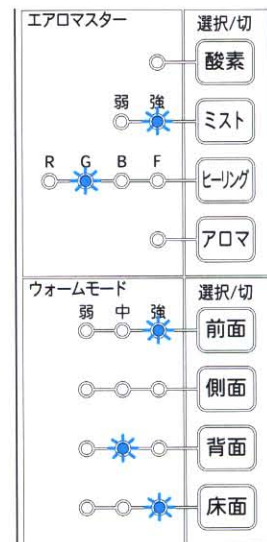 エアロマスター 選択/切
酸素
弱 強 ミスト
R G B F ヒーリング
アロマ
ウォームモード 選択/切
弱 中 強 前面
側面
背面
床面